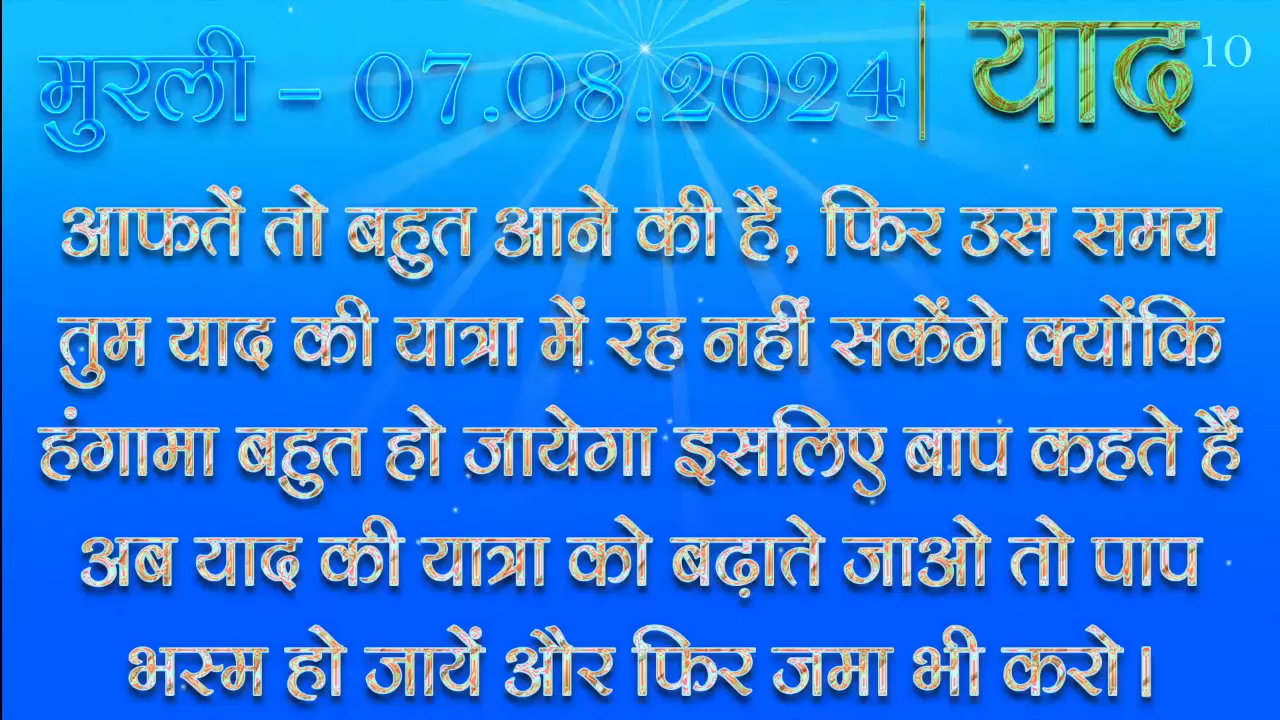 मुरली - 07.08.2024 | याद 10
आफतें तो बहुत आने की हैं, फिर उस समय
तुम याद की यात्रा में रह नहीं सकेंगे क्योंकि
हंगामा बहुत हो जायेगा इसलिए बाप कहते हैं
अब याद की यात्रा को बढ़ाते जाओ तो पाप
भस्म हो जायें और फिर जमा भी करो।